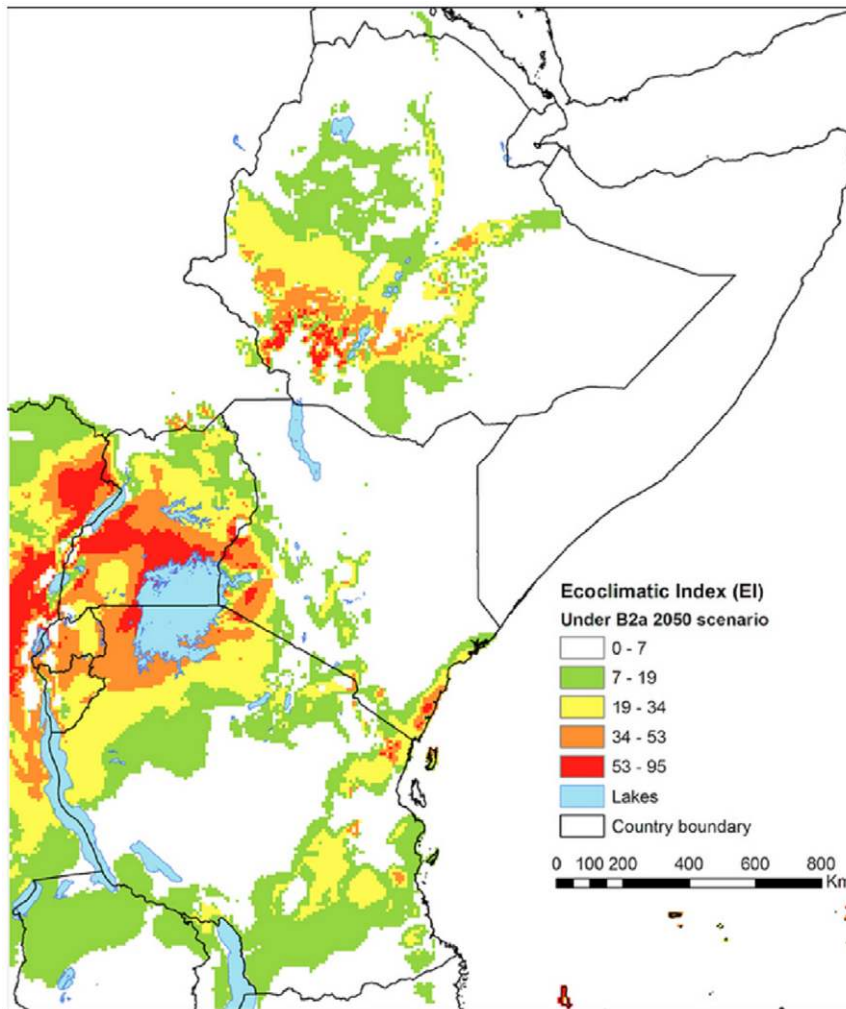 Ecoclimatic Index (EI)
Under B2a 2050 scenario
0 - 7
7 - 19
19 - 34
34 - 53
53 - 95
Lakes
Country boundary
0 100 200 400 600 800
Km